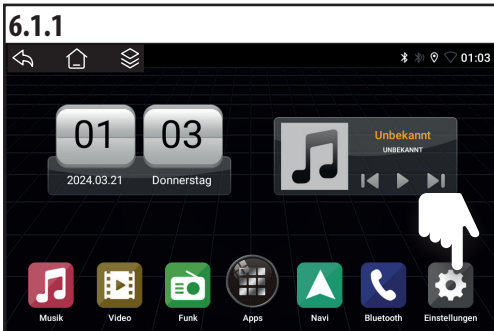 6.1.1
01:03
01 03
2024.03.21 Donnerstag
Unbekannt
UNBEKANNT
Musik Video Funk Apps Navi Bluetooth Einstellungen